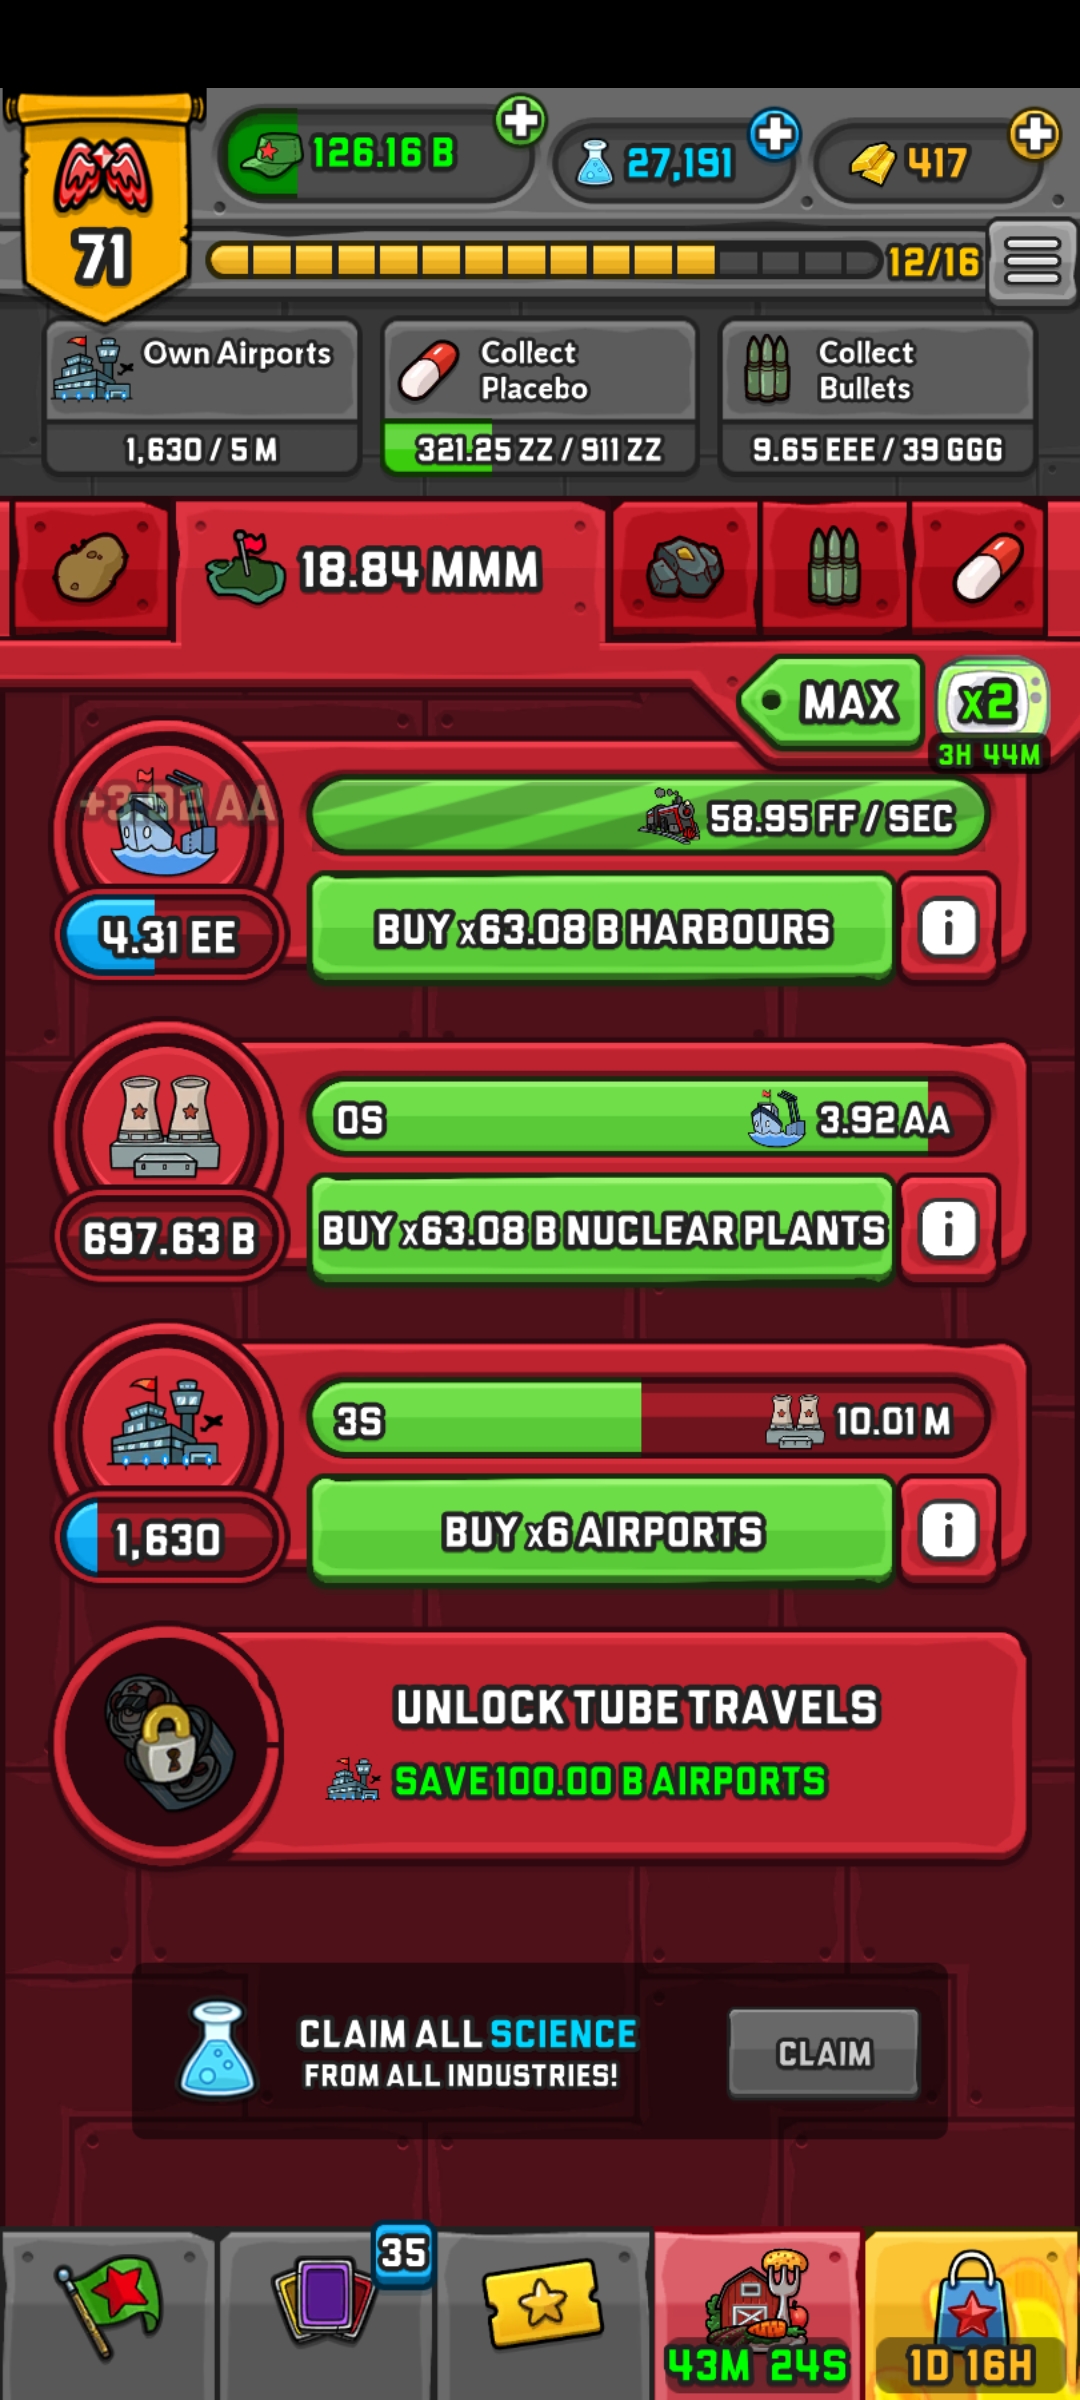 126.16 B
27,191
417
71
12/16
Own Airports
1,630 / 5 M
Collect
Placebo
321.25 ZZ / 911 ZZ
Collect
Bullets
9.65 EEE / 39 GGG
18.84 MMM
MAX
x2
3H 44M
+3.92 AA
58.95 FF / SEC
4.31 EE
BUY x63.08 B HARBOURS
i
0S
3.92 AA
697.63 B
BUY x63.08 B NUCLEAR PLANTS
i
3S
10.01 M
1,630
BUY x6 AIRPORTS
i
UNLOCK TUBE TRAVELS
SAVE 100.00 B AIRPORTS
CLAIM ALL SCIENCE
FROM ALL INDUSTRIES!
CLAIM
35
43M 24S
1D 16H